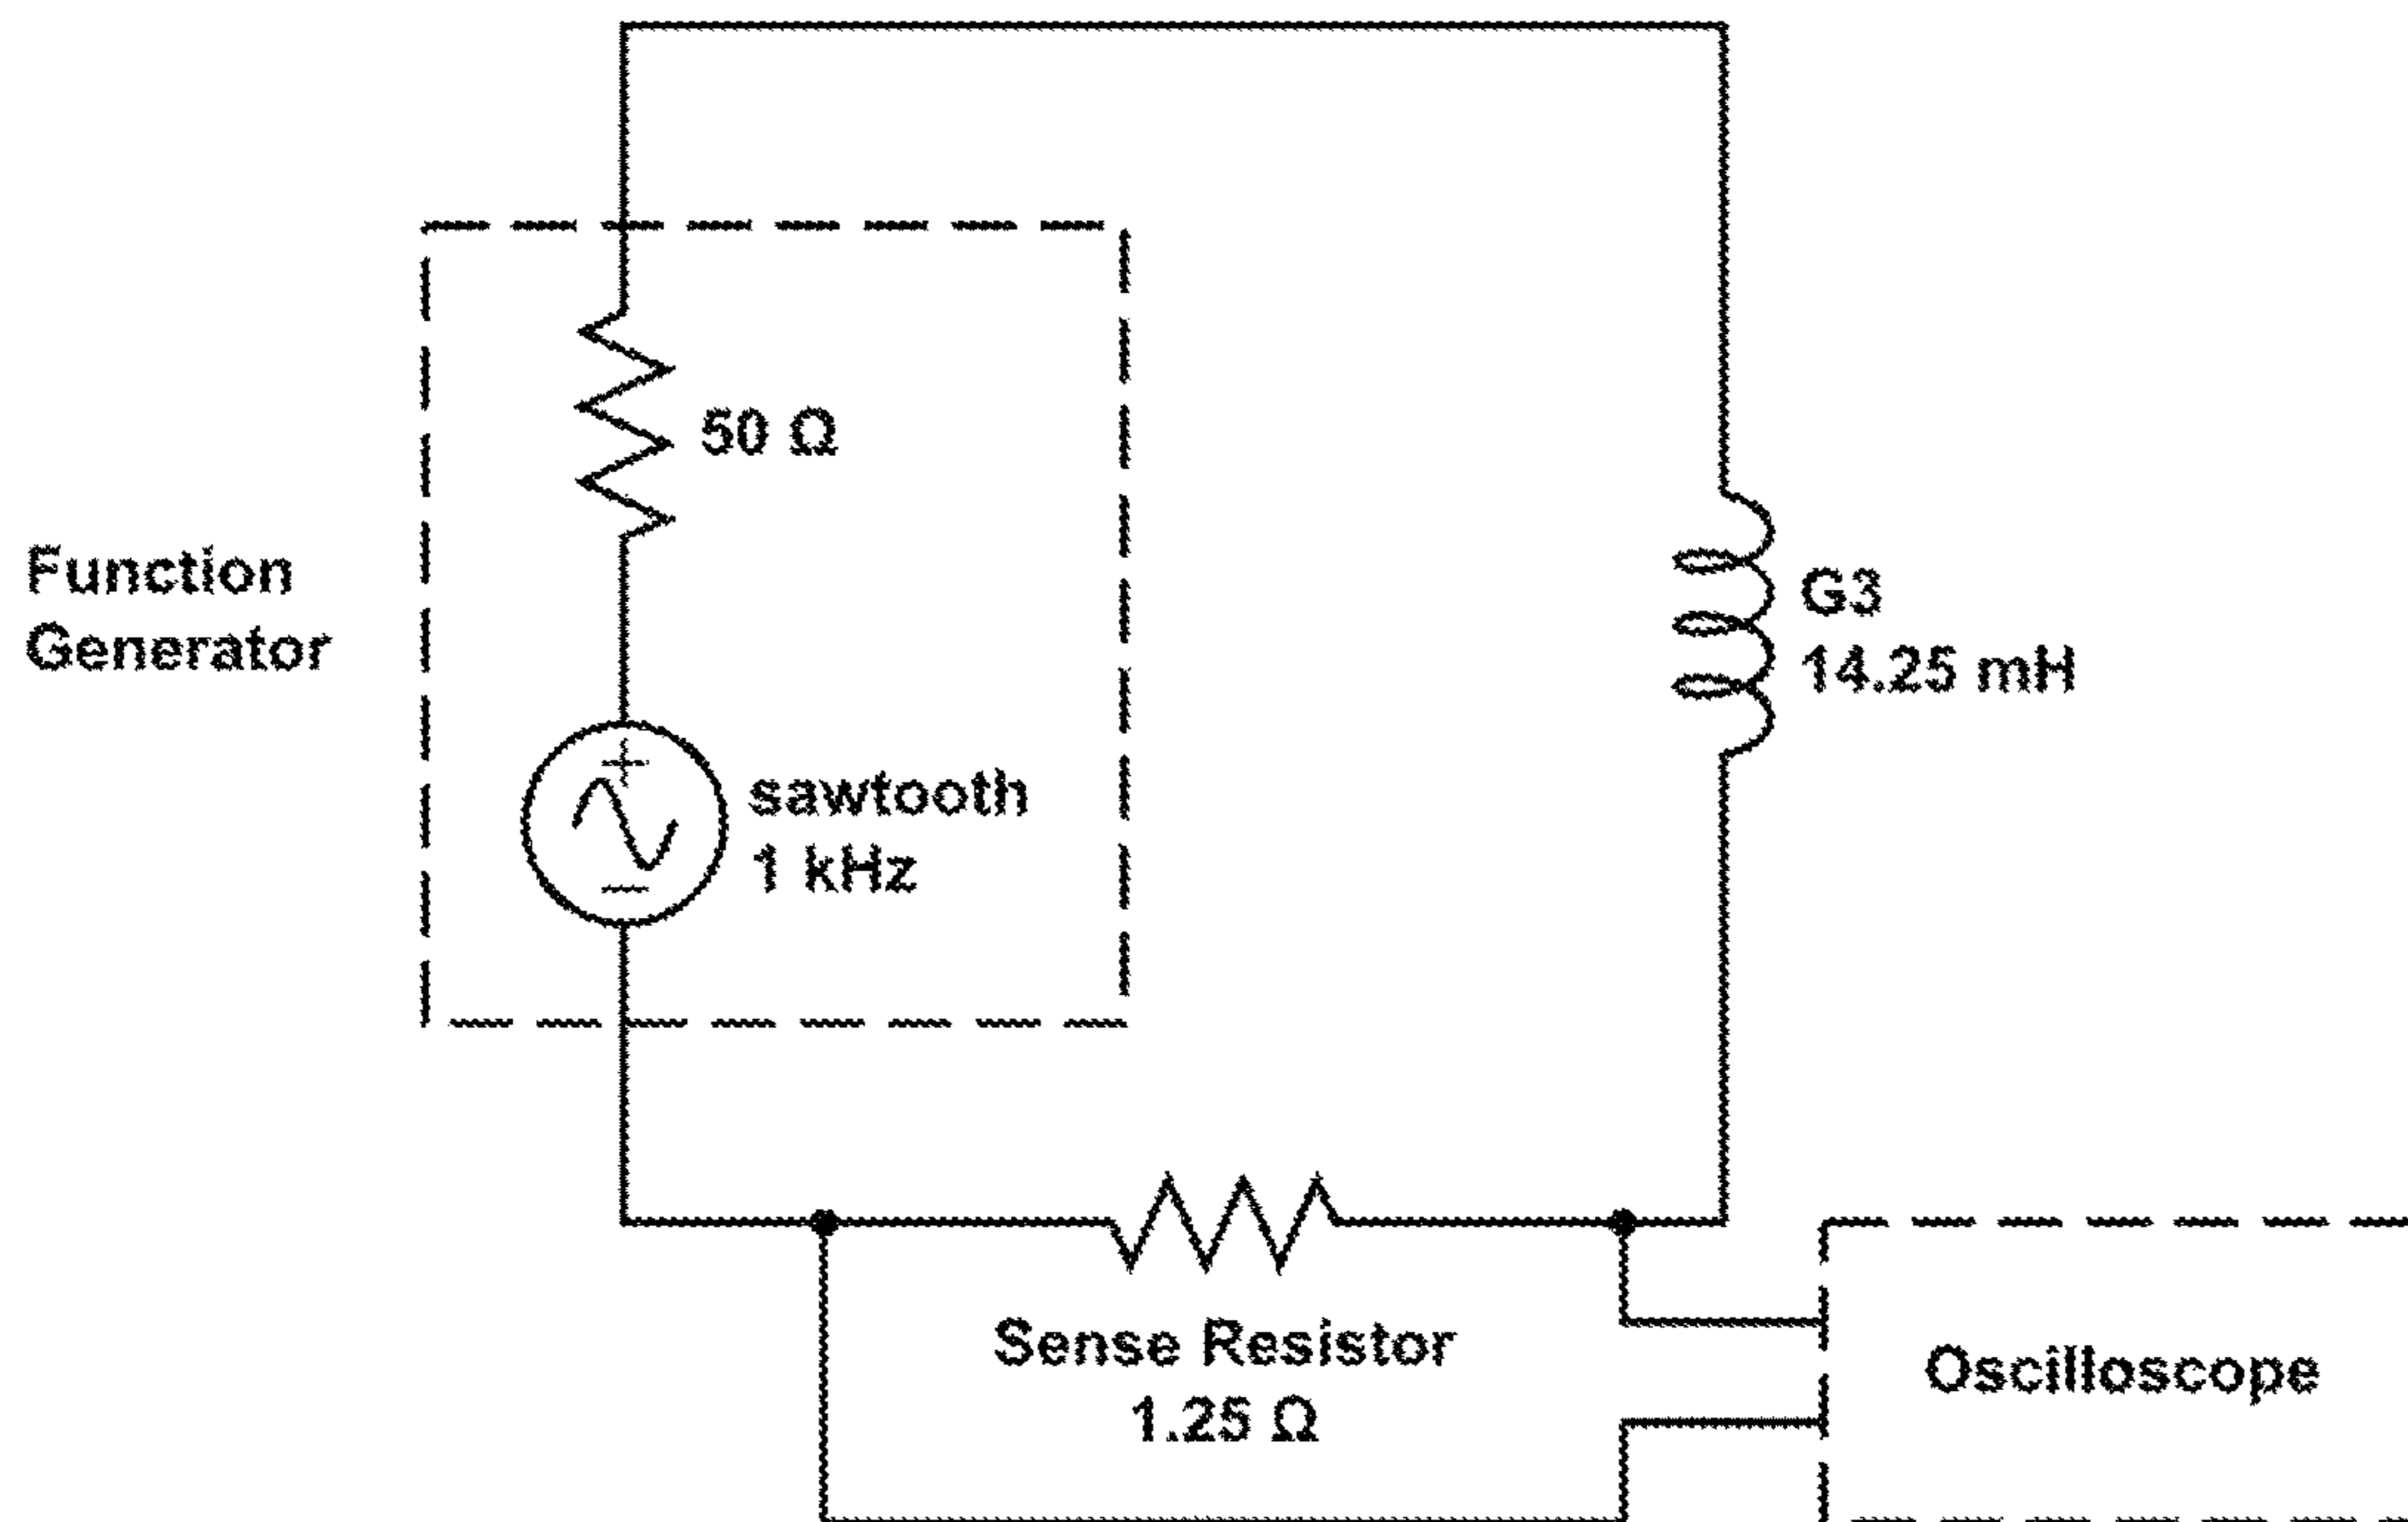 50 Ω
Function
Generator
G3
14.25 mH
sawtooth
1 kHz
Sense Resistor
1.25 Ω
Oscilloscope